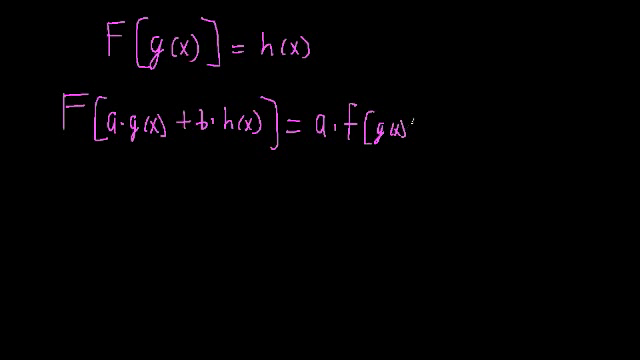 F[g(x)] = h(x)
F[a·g(x) + b·h(x)] = a·f[g(x)